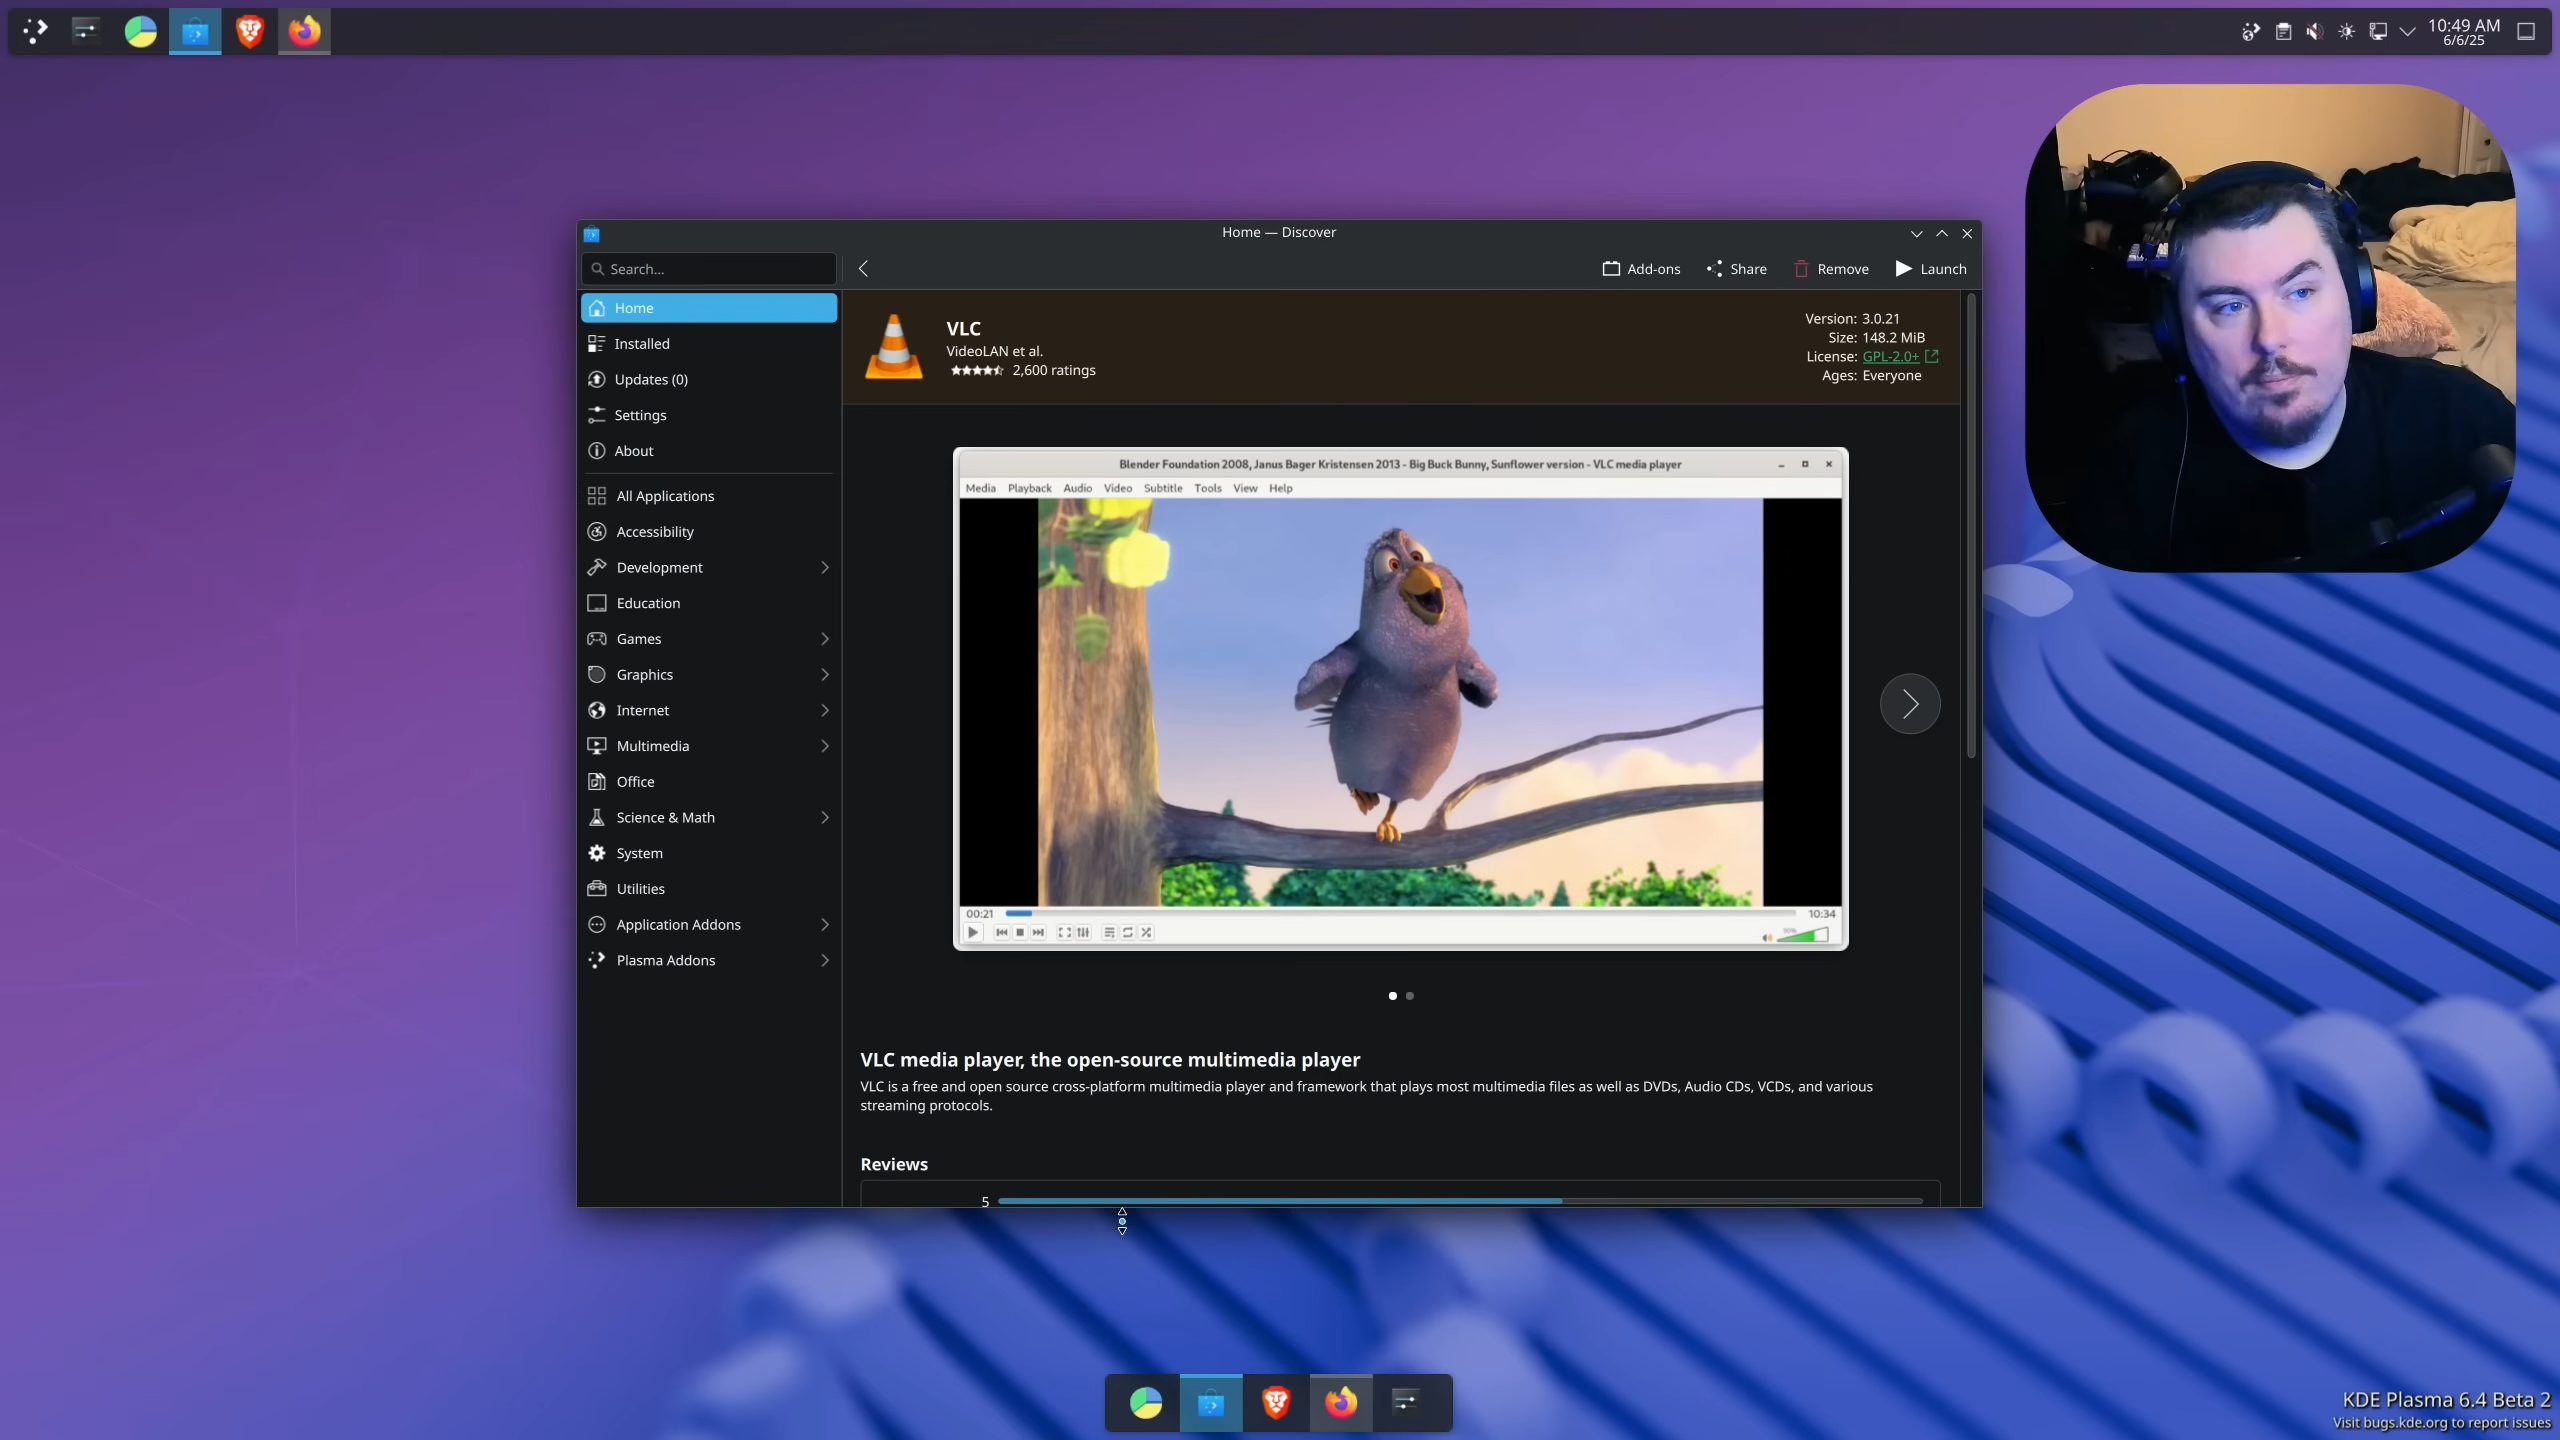 10:49 AM
6/6/25
Home — Discover
Search...
Add-ons
Share
Remove
Launch
Home
Installed
Updates (0)
Settings
About
All Applications
Accessibility
Development
Education
Games
Graphics
Internet
Multimedia
Office
Science & Math
System
Utilities
Application Addons
Plasma Addons
VLC
VideoLAN et al.
2,600 ratings
Version: 3.0.21
Size: 148.2 MiB
License: GPL-2.0+
Ages: Everyone
Blender Foundation 2008, Janus Bager Kristensen 2013 - Big Buck Bunny, Sunflower version - VLC media player
Media Playback Audio Video Subtitle Tools View Help
00:21
10:34
VLC media player, the open-source multimedia player
VLC is a free and open source cross-platform multimedia player and framework that plays most multimedia files as well as DVDs, Audio CDs, VCDs, and various
streaming protocols.
Reviews
5
KDE Plasma 6.4 Beta 2
Visit bugs.kde.org to report issues